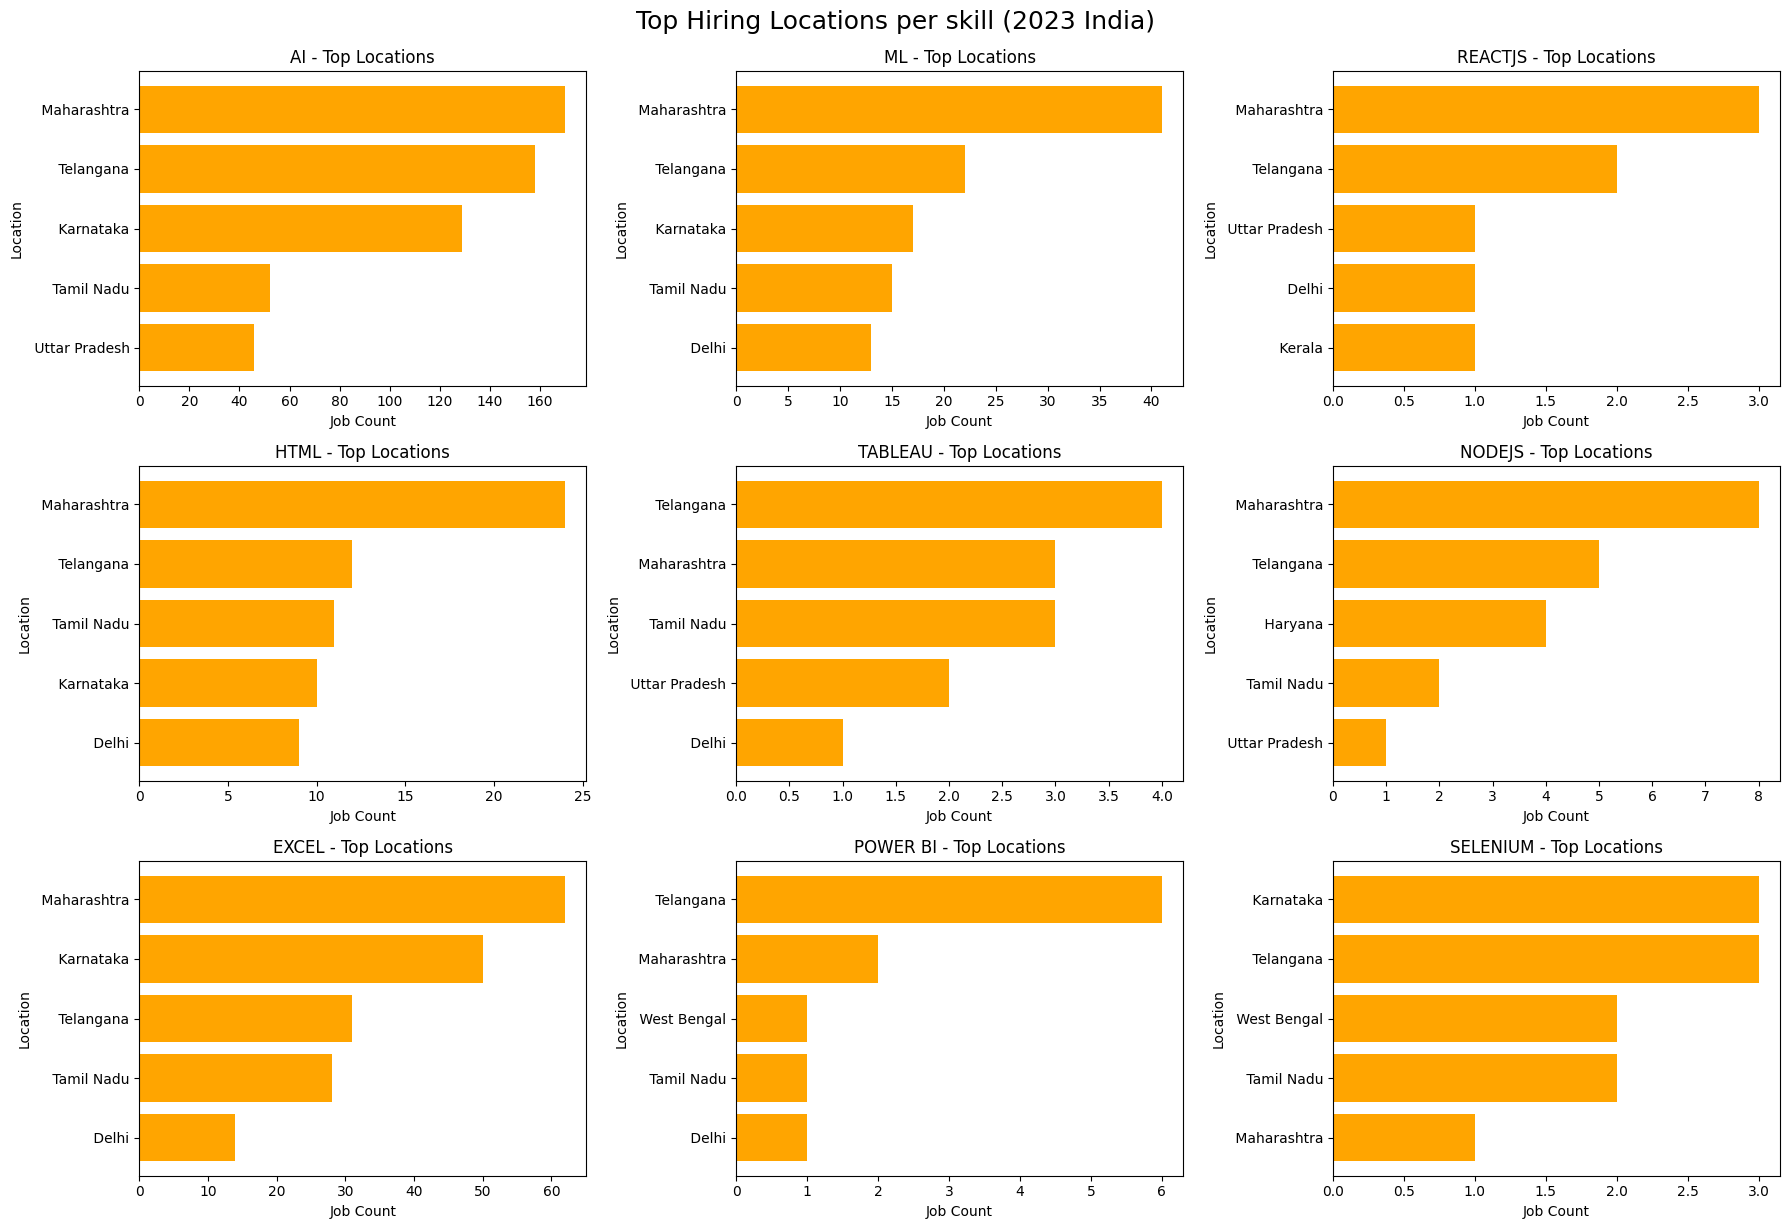 Top Hiring Locations per skill (2023 India)
AI - Top Locations
Location
Maharashtra
Telangana
Karnataka
Tamil Nadu
Uttar Pradesh
0 20 40 60 80 100 120 140 160
Job Count
ML - Top Locations
Location
Maharashtra
Telangana
Karnataka
Tamil Nadu
Delhi
0 5 10 15 20 25 30 35 40
Job Count
REACTJS - Top Locations
Location
Maharashtra
Telangana
Uttar Pradesh
Delhi
Kerala
0.0 0.5 1.0 1.5 2.0 2.5 3.0
Job Count
HTML - Top Locations
Location
Maharashtra
Telangana
Tamil Nadu
Karnataka
Delhi
0 5 10 15 20 25
Job Count
TABLEAU - Top Locations
Location
Telangana
Maharashtra
Tamil Nadu
Uttar Pradesh
Delhi
0.0 0.5 1.0 1.5 2.0 2.5 3.0 3.5 4.0
Job Count
NODEJS - Top Locations
Location
Maharashtra
Telangana
Haryana
Tamil Nadu
Uttar Pradesh
0 1 2 3 4 5 6 7 8
Job Count
EXCEL - Top Locations
Location
Maharashtra
Karnataka
Telangana
Tamil Nadu
Delhi
0 10 20 30 40 50 60
Job Count
POWER BI - Top Locations
Location
Telangana
Maharashtra
West Bengal
Tamil Nadu
Delhi
0 1 2 3 4 5 6
Job Count
SELENIUM - Top Locations
Location
Karnataka
Telangana
West Bengal
Tamil Nadu
Maharashtra
0.0 0.5 1.0 1.5 2.0 2.5 3.0
Job Count